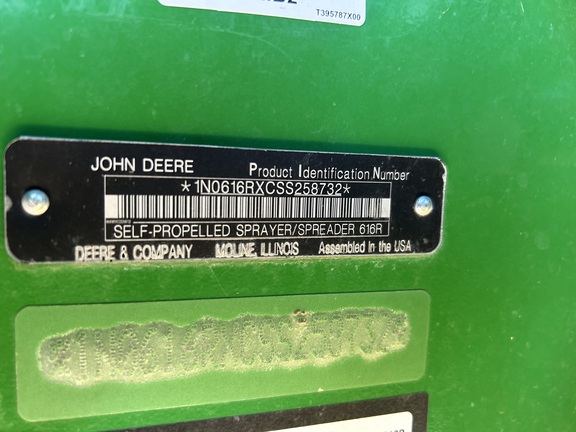 T395787X00
JOHN DEERE Product Identification Number
*1N0616RXCSS258732*
SELF-PROPELLED SPRAYER/SPREADER 616R
DEERE & COMPANY MOLINE, ILLINOIS Assembled in the USA